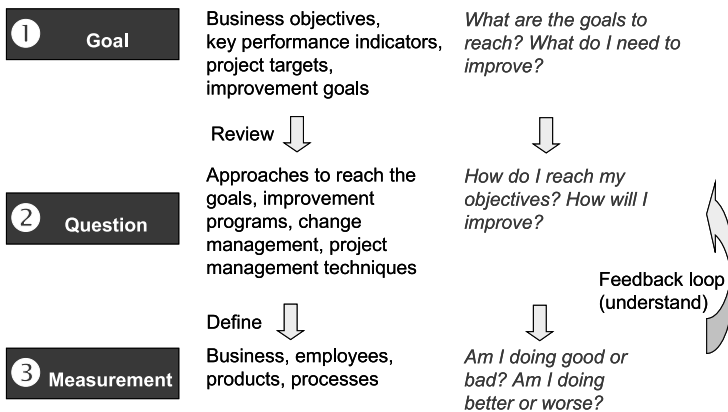 1 Goal
Business objectives,
key performance indicators,
project targets,
improvement goals
What are the goals to
reach? What do I need to
improve?
Review
2 Question
Approaches to reach the
goals, improvement
programs, change
management, project
management techniques
How do I reach my
objectives? How will I
improve?
Feedback loop
(understand)
Define
3 Measurement
Business, employees,
products, processes
Am I doing good or
bad? Am I doing
better or worse?